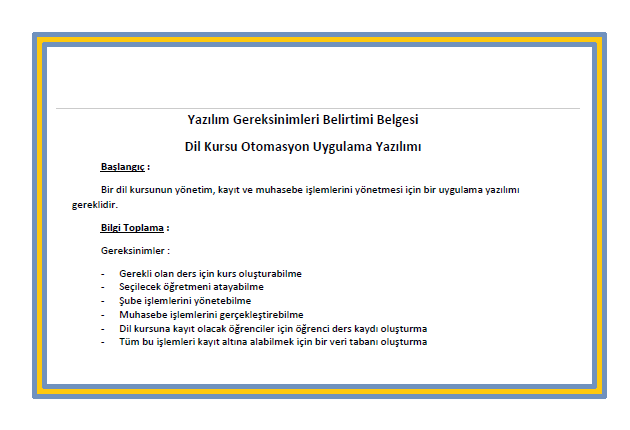 Yazılım Gereksinimleri Belirtimi Belgesi
Dil Kursu Otomasyon Uygulama Yazılımı
Başlangıç :
Bir dil kursunun yönetim, kayıt ve muhasebe işlemlerini yönetmesi için bir uygulama yazılımı
gereklidir.
Bilgi Toplama :
Gereksinimler :
- Gerekli olan ders için kurs oluşturabilme
- Seçilecek öğretmeni atayabilme
- Şube işlemlerini yönetebilme
- Muhasebe işlemlerini gerçekleştirebilme
- Dil kursuna kayıt olacak öğrenciler için öğrenci ders kaydı oluşturma
- Tüm bu işlemleri kayıt altına alabilmek için bir veri tabanı oluşturma